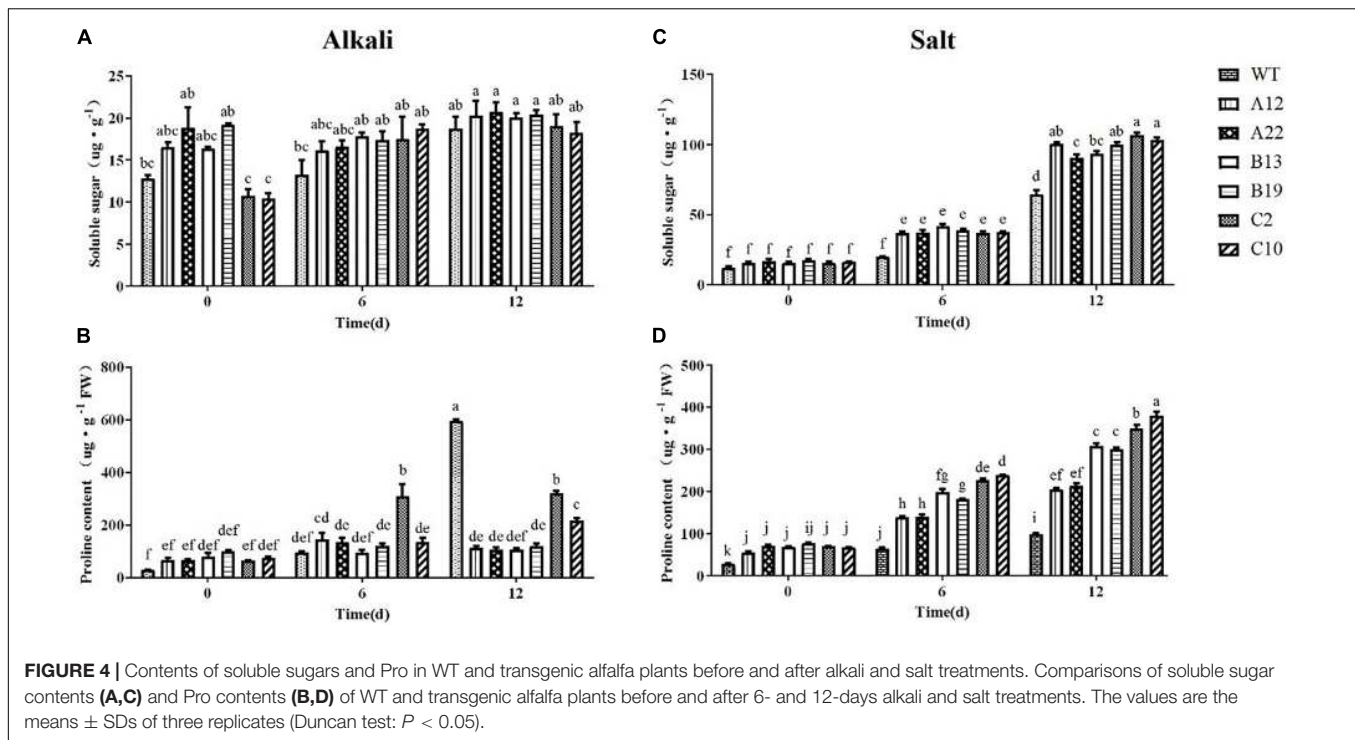 A
Alkali
Soluble sugar (ug·g⁻¹)
25
20
15
10
5
0
bc abc ab abc ab c c
bc abc abc ab ab ab ab
ab a a a a ab ab
0 6 12
Time(d)
B
Proline content (ug·g⁻¹ FW)
800
600
400
200
0
f ef ef def def ef def
def cd de def de b de
a def def def de b c
0 6 12
Time(d)
C
Salt
Soluble sugar (ug·g⁻¹)
150
100
50
0
f f f f f f f
f e e e e e e
d ab c bc ab a a
0 6 12
Time(d)
D
Proline content (ug·g⁻¹ FW)
500
400
300
200
100
0
k j j j ij j j
j h h fg g de d
i ef ef c c b a
0 6 12
Time(d)
WT
A12
A22
B13
B19
C2
C10
FIGURE 4 | Contents of soluble sugars and Pro in WT and transgenic alfalfa plants before and after alkali and salt treatments. Comparisons of soluble sugar
contents (A,C) and Pro contents (B,D) of WT and transgenic alfalfa plants before and after 6- and 12-days alkali and salt treatments. The values are the
means ± SDs of three replicates (Duncan test: P < 0.05).